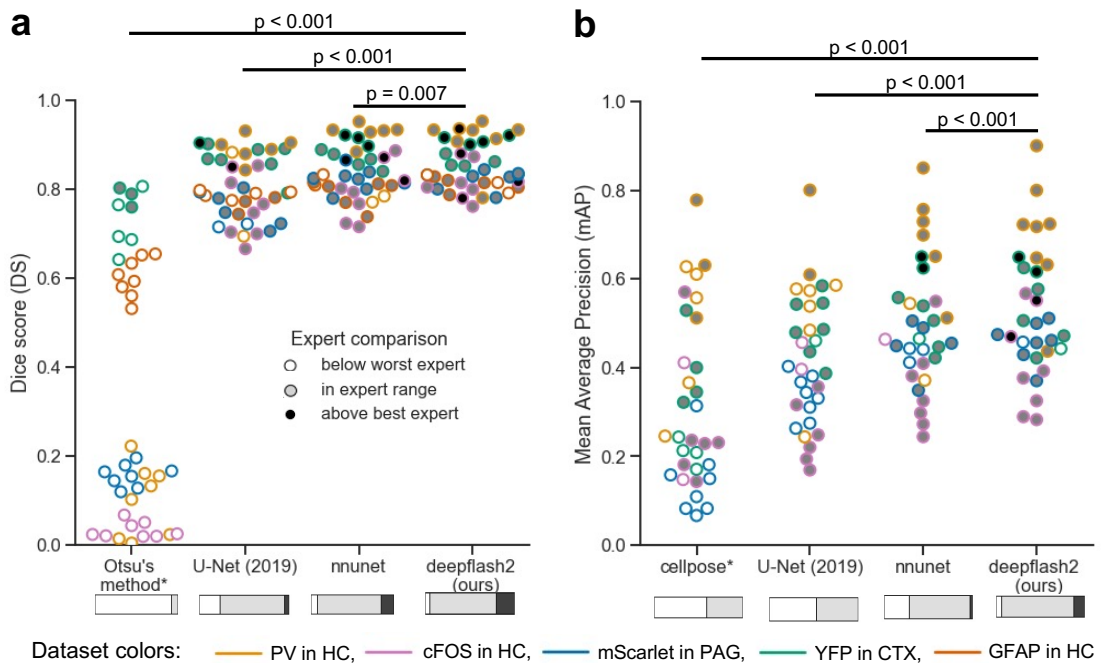 a
p < 0.001
p < 0.001
p = 0.007
1.0
0.8
0.6
0.4
0.2
0.0
Dice score (DS)
Expert comparison
below worst expert
in expert range
above best expert
Otsu's
method*
U-Net (2019)
nnunet
deepflash2
(ours)
b
p < 0.001
p < 0.001
p < 0.001
1.0
0.8
0.6
0.4
0.2
0.0
Mean Average Precision (mAP)
cellpose*
U-Net (2019)
nnunet
deepflash2
(ours)
Dataset colors: PV in HC, cFOS in HC, mScarlet in PAG, YFP in CTX, GFAP in HC